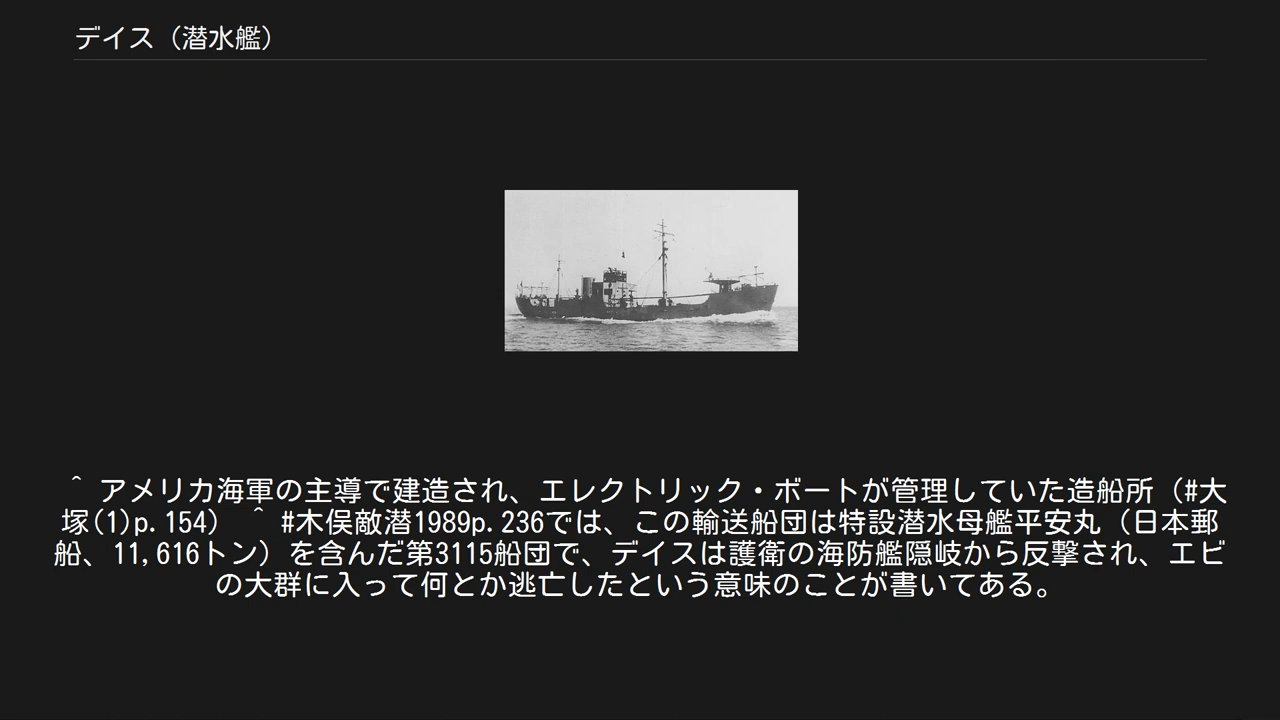 デイス（潜水艦）
^ アメリカ海軍の主導で建造され、エレクトリック・ボートが管理していた造船所（#大
塚(1)p.154） ^ #木俣敵潜1989p.236では、この輸送船団は特設潜水母艦平安丸（日本郵
船、11,616トン）を含んだ第3115船団で、デイスは護衛の海防艦隠岐から反撃され、エビ
の大群に入って何とか逃亡したという意味のことが書いてある。